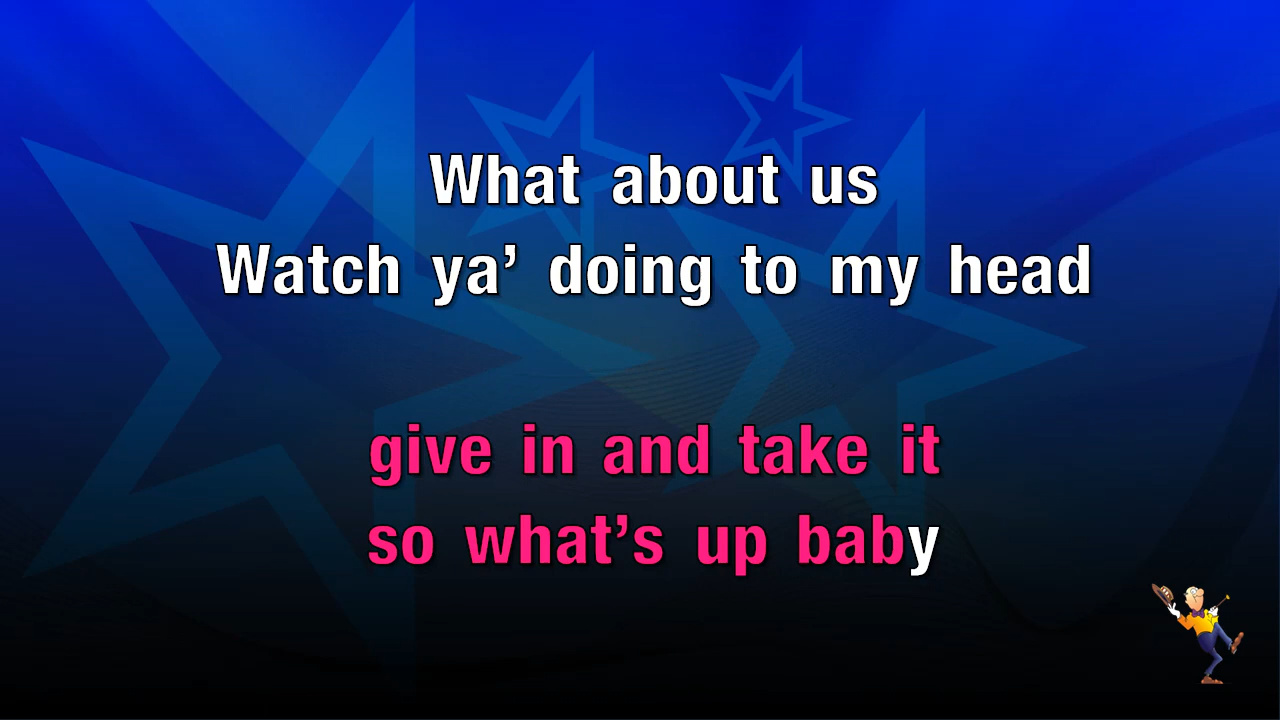 What about us
Watch ya’ doing to my head
give in and take it
so what’s up baby